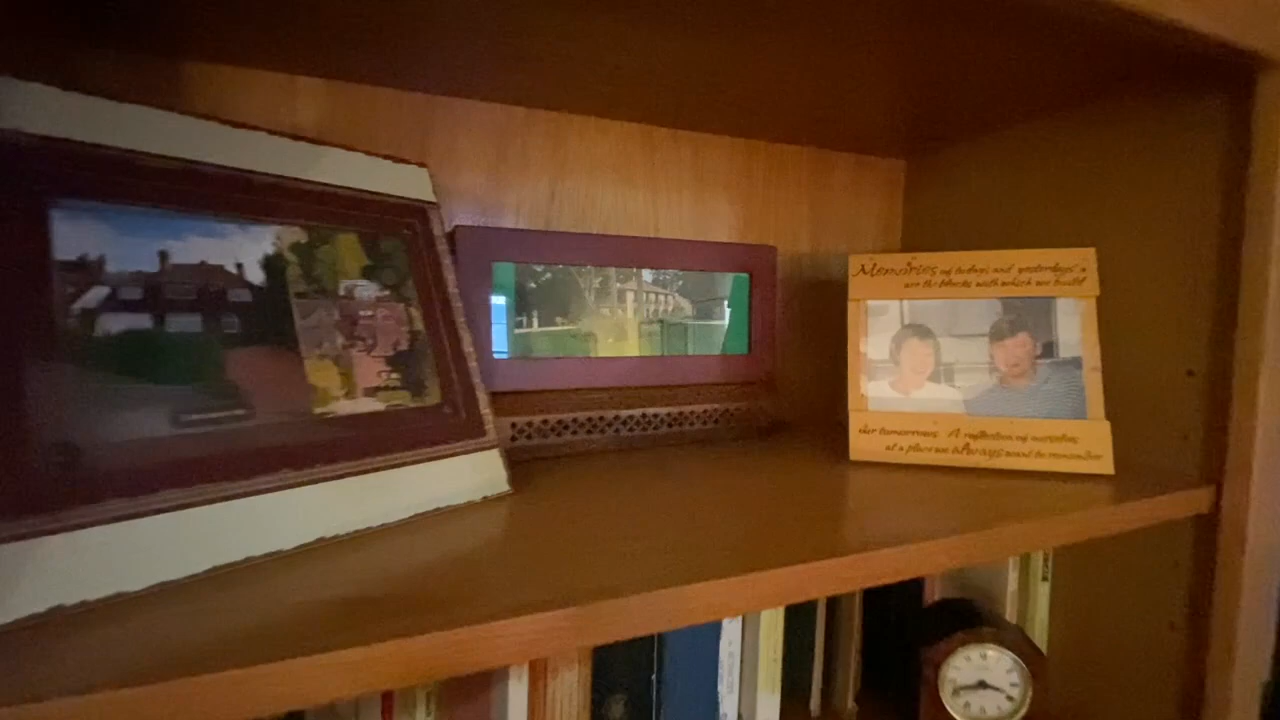 Memories of todays and yesterday's
are the blocks with which we build
Our tomorrows. A reflection of ourselves
at a place we always want to remember